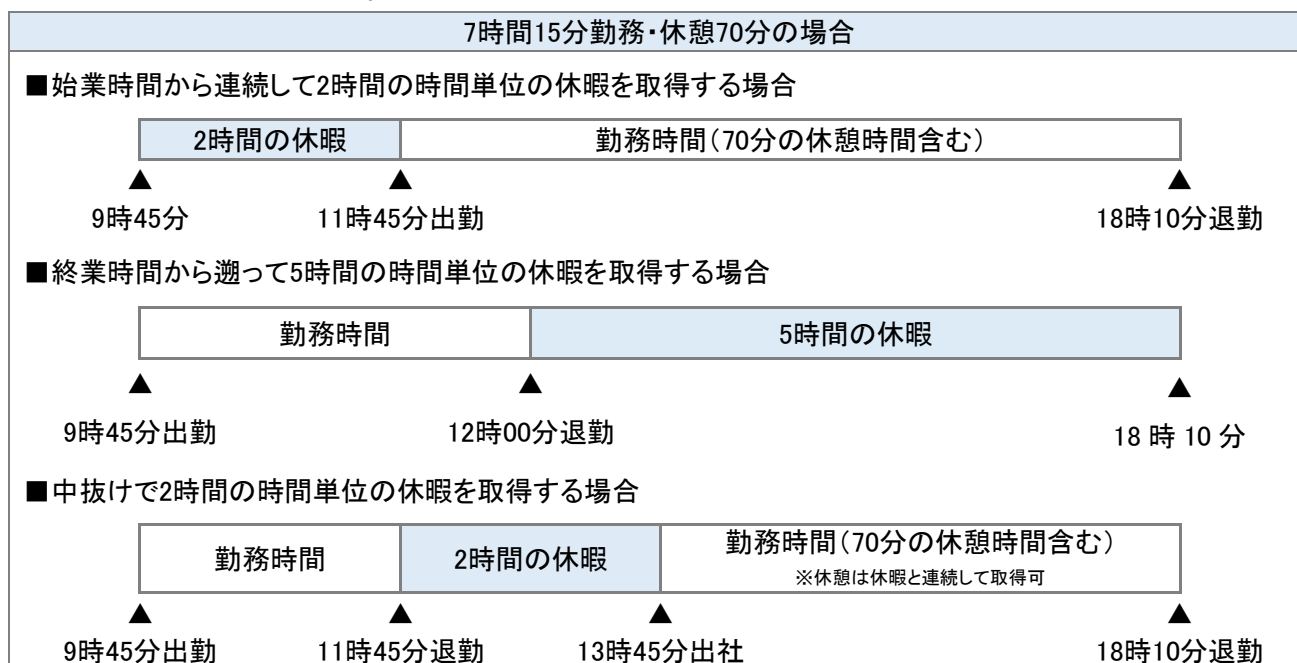 7時間15分勤務・休憩70分の場合
■始業時間から連続して2時間の時間単位の休暇を取得する場合
2時間の休暇 勤務時間(70分の休憩時間含む)
▲ ▲ ▲
9時45分 11時45分出勤 18時10分退勤
■終業時間から遡って5時間の時間単位の休暇を取得する場合
勤務時間 5時間の休暇
▲ ▲ ▲
9時45分出勤 12時00分退勤 18 時 10 分
■中抜けで2時間の時間単位の休暇を取得する場合
勤務時間 2時間の休暇 勤務時間(70分の休憩時間含む)
※休憩は休暇と連続して取得可
▲ ▲ ▲ ▲
9時45分出勤 11時45分退勤 13時45分出社 18時10分退勤